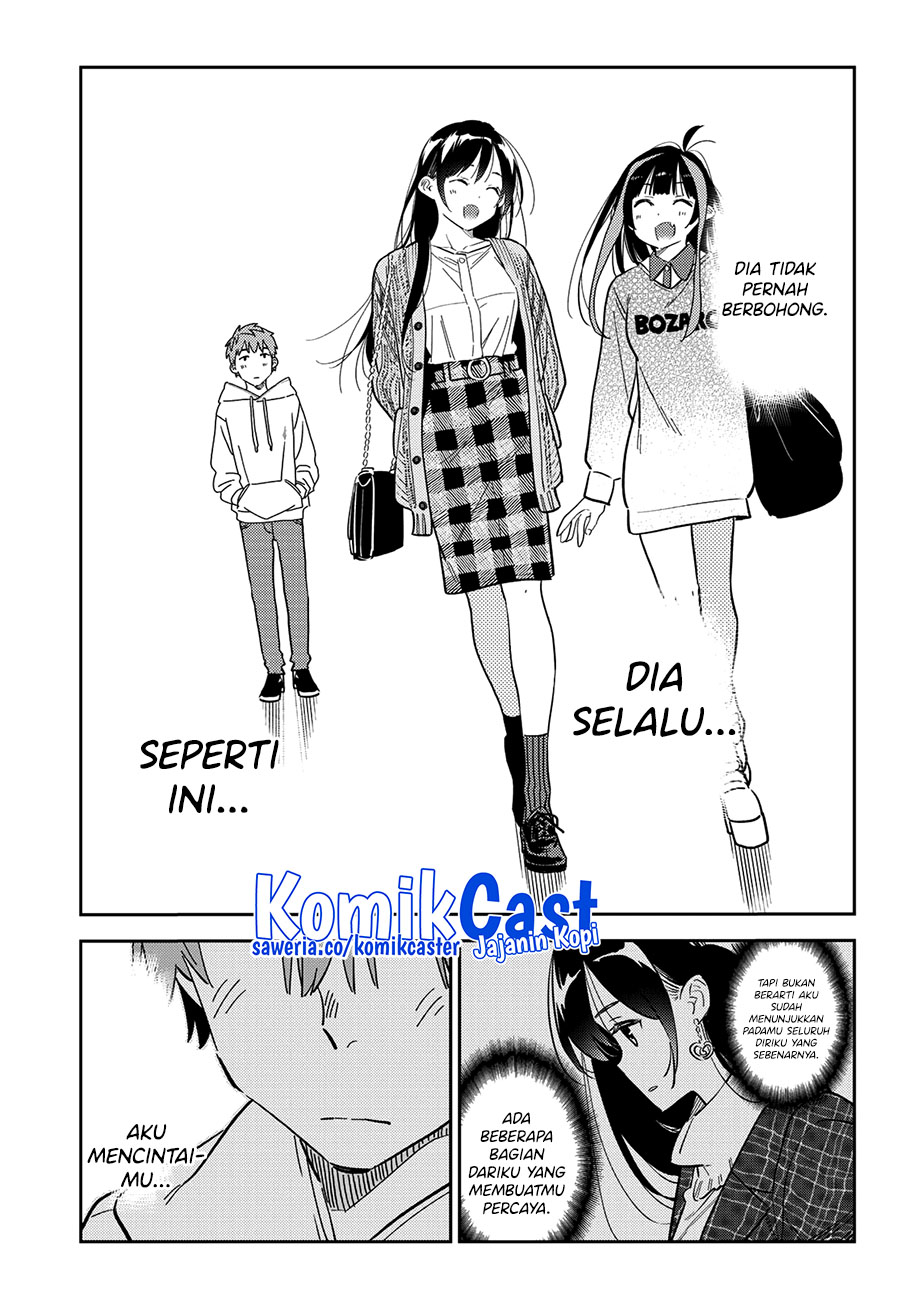 DIA TIDAK
PERNAH
BERBOHONG.
BOZARO
DIA
SELALU...
SEPERTI
INI...
KomikCast
saweria.co/komikcaster Jajanin Kopi
TAPI BUKAN
BERARTI AKU
SUDAH
MENUNJUKKAN
PADAMU SELURUH
DIRIKU YANG
SEBENARNYA.
ADA
BEBERAPA
BAGIAN
DARIKU YANG
MEMBUATMU
PERCAYA.
AKU
MENCINTAI-
MU...